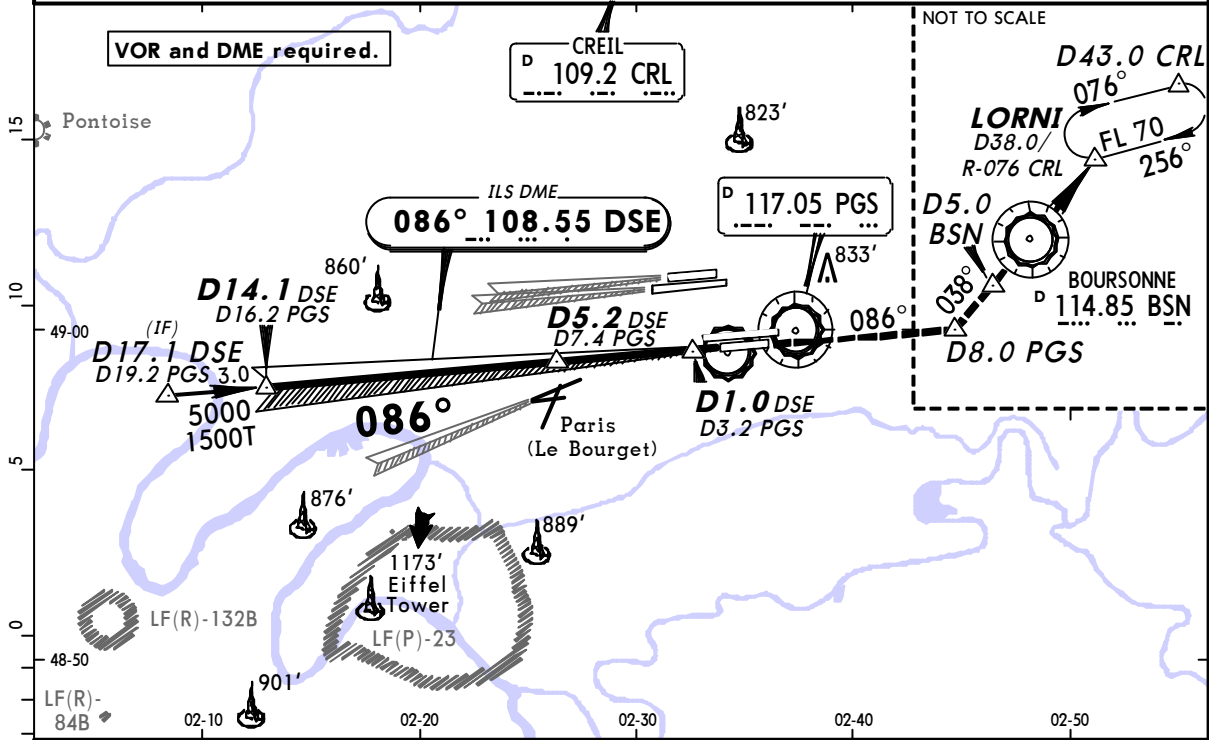 NOT TO SCALE
VOR and DME required.
CREIL
D 109.2 CRL
D43.0 CRL
076°
LORNI
D38.0/
R-076 CRL
FL 70
256°
15
Pontoise
823'
ILS DME
086° 108.55 DSE
D 117.05 PGS
D5.0
BSN
860'
833'
D14.1 DSE
D16.2 PGS
10
BOURSONNE
D 114.85 BSN
038°
49-00
(IF)
D17.1 DSE
D19.2 PGS
3.0
D5.2 DSE
D7.4 PGS
086°
D8.0 PGS
5000
1500T
086°
D1.0 DSE
D3.2 PGS
Paris
(Le Bourget)
5
876'
889'
1173'
Eiffel
Tower
LF(R)-132B
LF(P)-23
0
48-50
901'
LF(R)-
84B
02-10
02-20
02-30
02-40
02-50